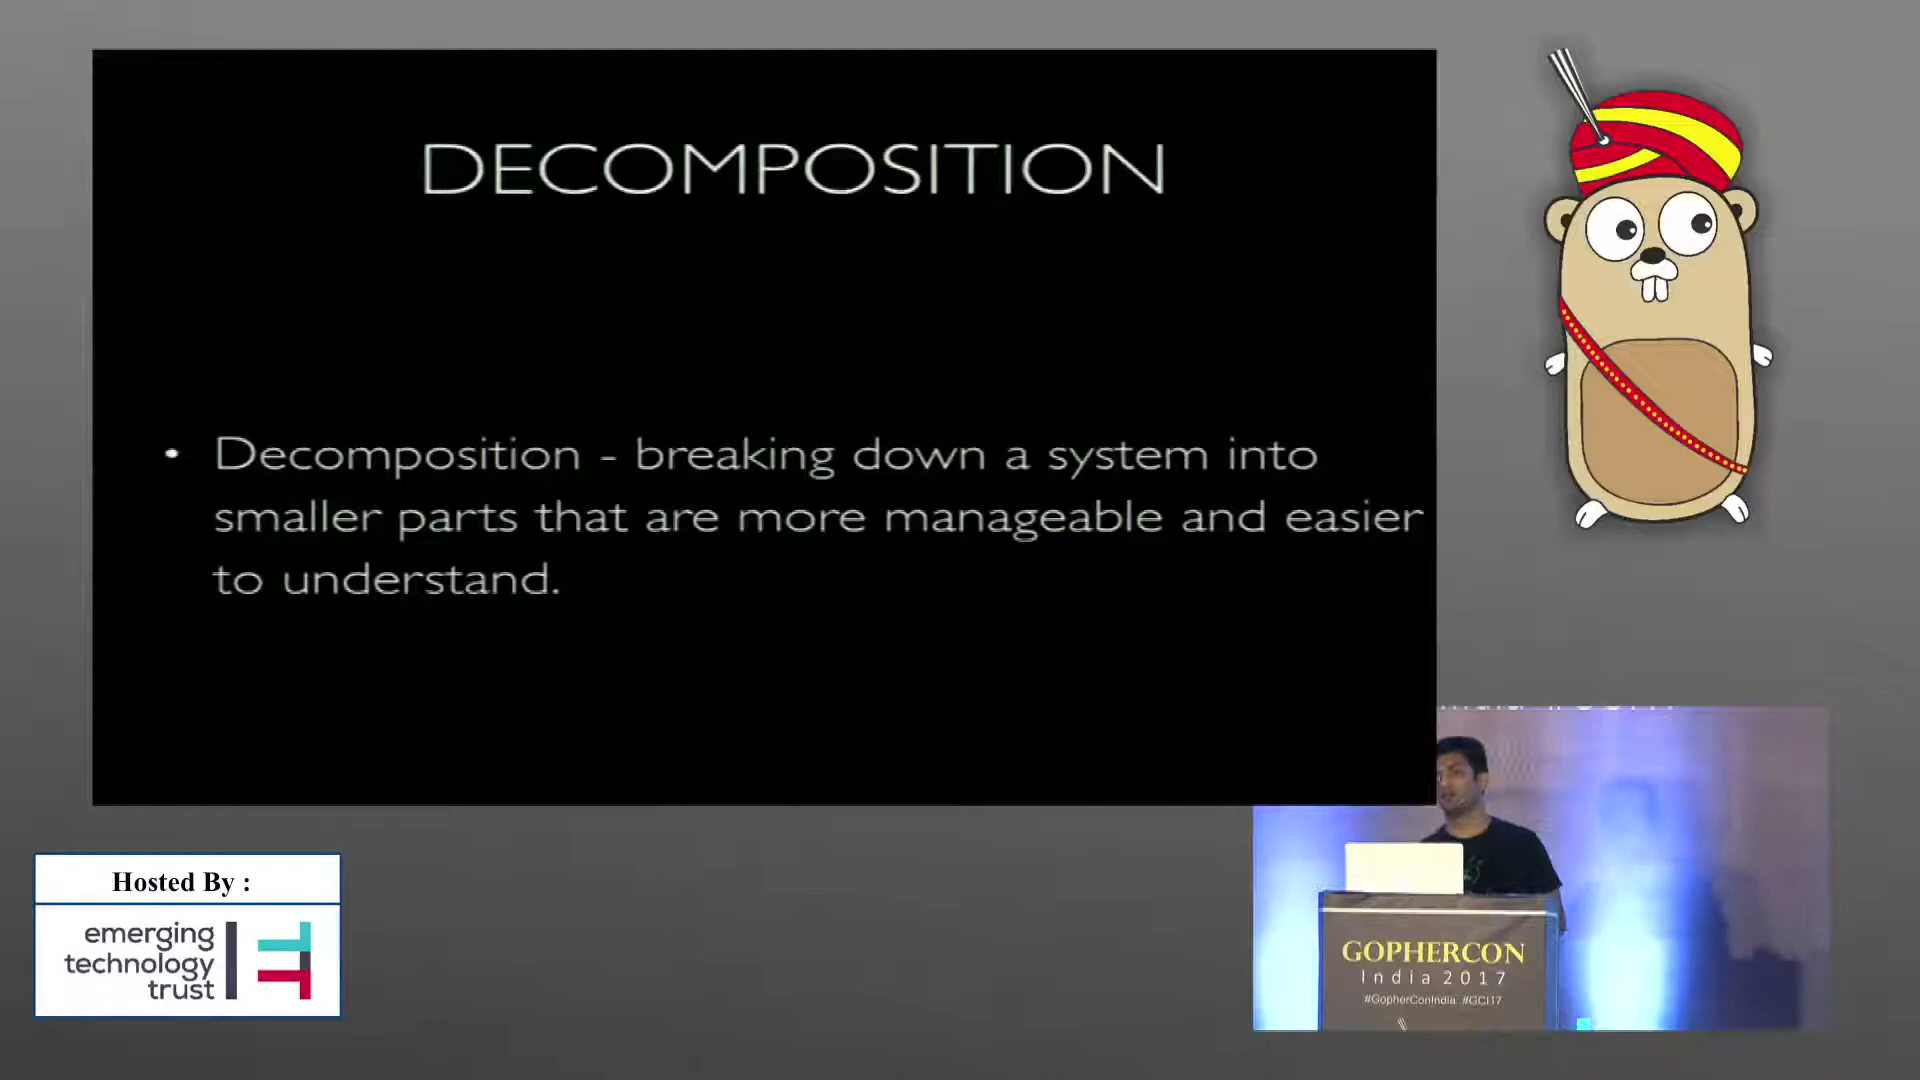 DECOMPOSITION
• Decomposition - breaking down a system into
smaller parts that are more manageable and easier
to understand.
Hosted By :
emerging
technology
trust
GOPHERCON
India 2017
#GopherConIndia #GCI17